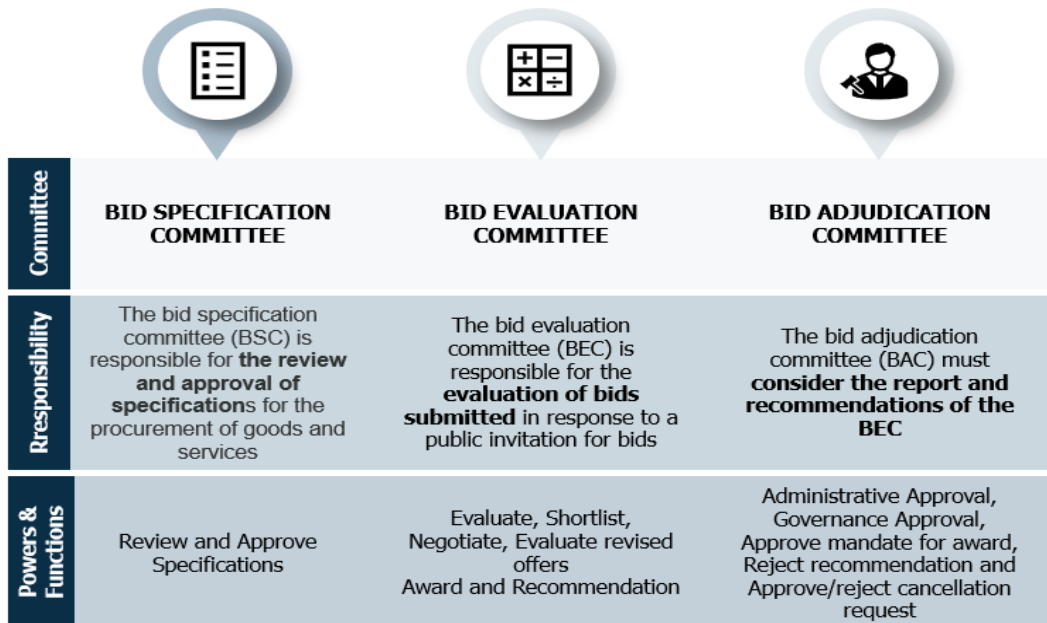 Committee
BID SPECIFICATION
COMMITTEE
BID EVALUATION
COMMITTEE
BID ADJUDICATION
COMMITTEE
Rresponsibility
The bid specification
committee (BSC) is
responsible for the review
and approval of
specifications for the
procurement of goods and
services
The bid evaluation
committee (BEC) is
responsible for the
evaluation of bids
submitted in response to a
public invitation for bids
The bid adjudication
committee (BAC) must
consider the report and
recommendations of the
BEC
Powers &
Functions
Review and Approve
Specifications
Evaluate, Shortlist,
Negotiate, Evaluate revised
offers
Award and Recommendation
Administrative Approval,
Governance Approval,
Approve mandate for award,
Reject recommendation and
Approve/reject cancellation
request